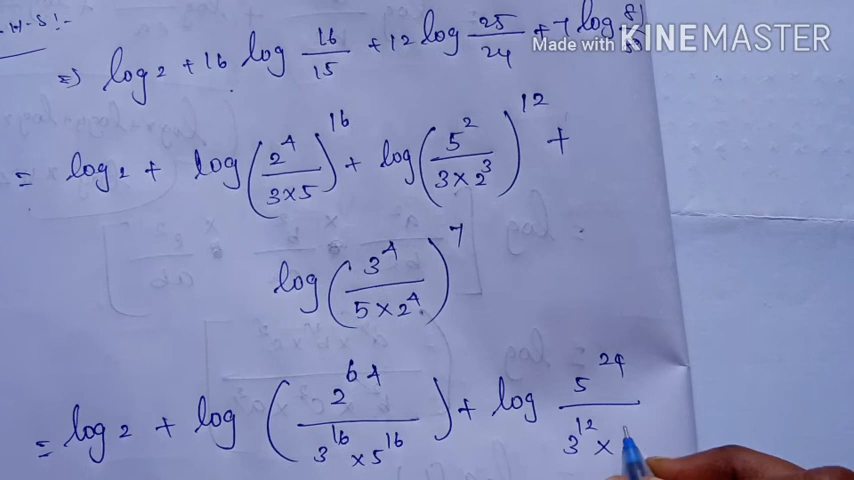 L.H.S:-
⇒) log 2 + 16 log 16/15 + 12 log 25/24 + 7 log 81/80
Made with KINEMASTER
= log 2 + log (2^4/(3×5))^16 + log (5^2/(3×2^3))^12 +
log (3^4/(5×2^4))^7
= log 2 + log (2^64/(3^16 × 5^16)) + log 5^24/(3^12 ×